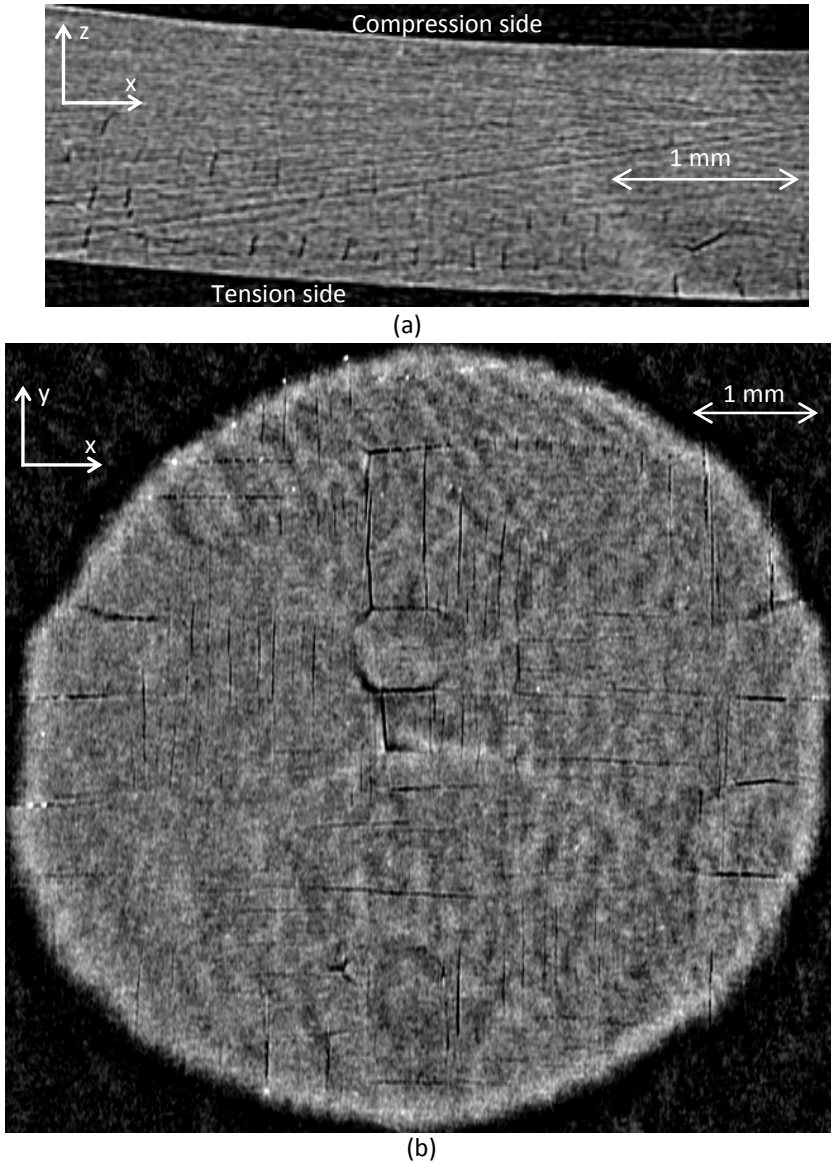 Compression side
z
x
1 mm
Tension side
(a)
y
1 mm
x
(b)